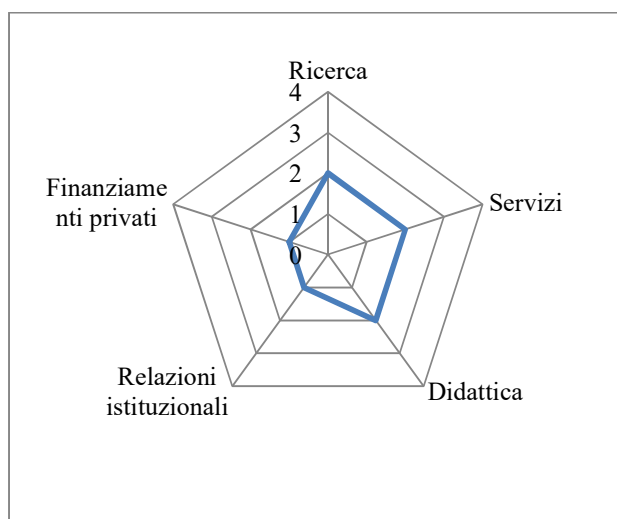 Ricerca
4
3
2
1
0
Servizi
Didattica
Relazioni
istituzionali
Finanziame
nti privati